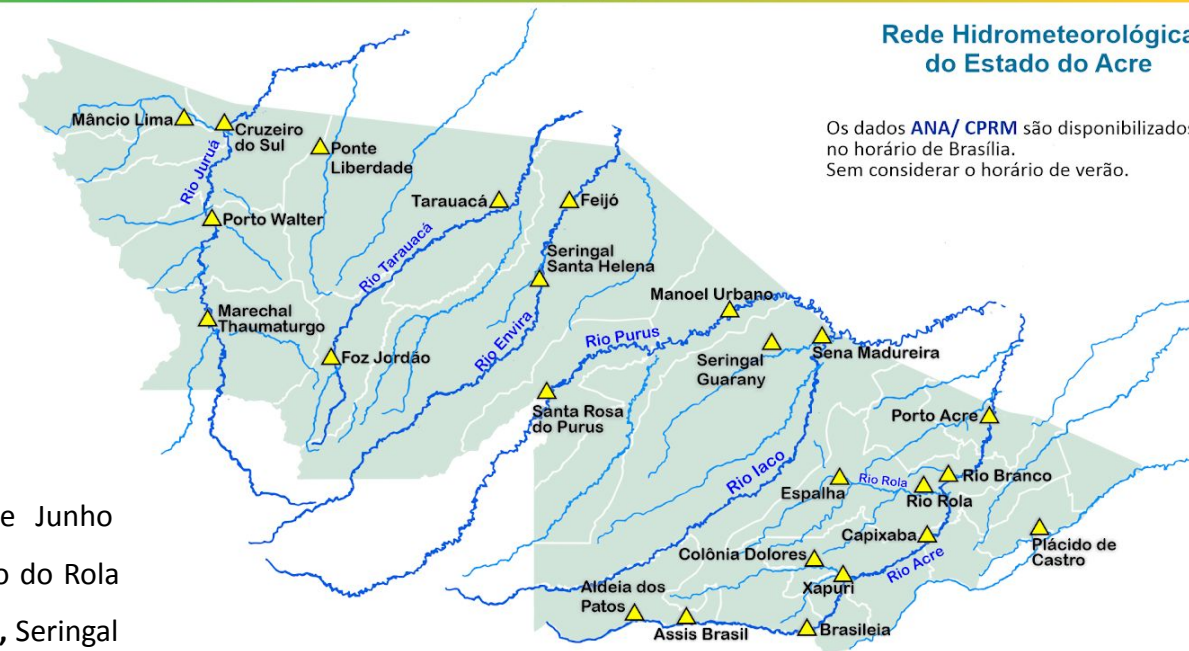 Rede Hidrometeorológica
do Estado do Acre
Os dados ANA/ CPRM são disponibilizados
no horário de Brasília.
Sem considerar o horário de verão.
Mâncio Lima
Cruzeiro
do Sul
Ponte
Liberdade
Rio Juruá
Porto Walter
Tarauacá
Feijó
Rio Tarauacá
Seringal
Santa Helena
Marechal
Thaumaturgo
Foz Jordão
Rio Envira
Manoel Urbano
Rio Purus
Seringal
Guarany
Sena Madureira
Santa Rosa
do Purus
Porto Acre
Rio Iaco
Espalha
Rio Rola
Rio Rola
Rio Branco
Capixaba
Plácido de
Castro
Colônia Dolores
Rio Acre
Xapuri
Aldeia dos
Patos
Assis Brasil
Brasileia
e Junho
o do Rola
, Seringal